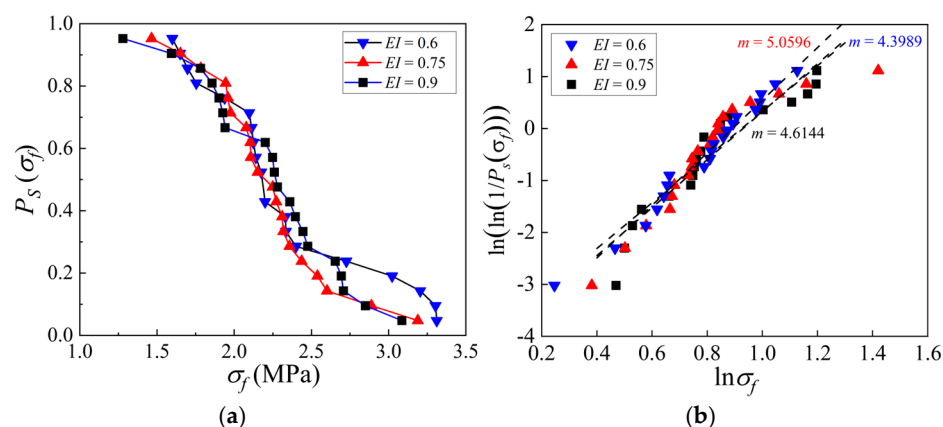 1.0
0.8
0.6
0.4
0.2
0.0
P_S (σ_f)
EI = 0.6
EI = 0.75
EI = 0.9
1.0 1.5 2.0 2.5 3.0 3.5
σ_f (MPa)
(a)
2
1
0
-1
-2
-3
-4
ln(ln(1/P_s(σ_f)))
EI = 0.6
EI = 0.75
EI = 0.9
m = 5.0596
m = 4.3989
m = 4.6144
0.2 0.4 0.6 0.8 1.0 1.2 1.4 1.6
lnσ_f
(b)